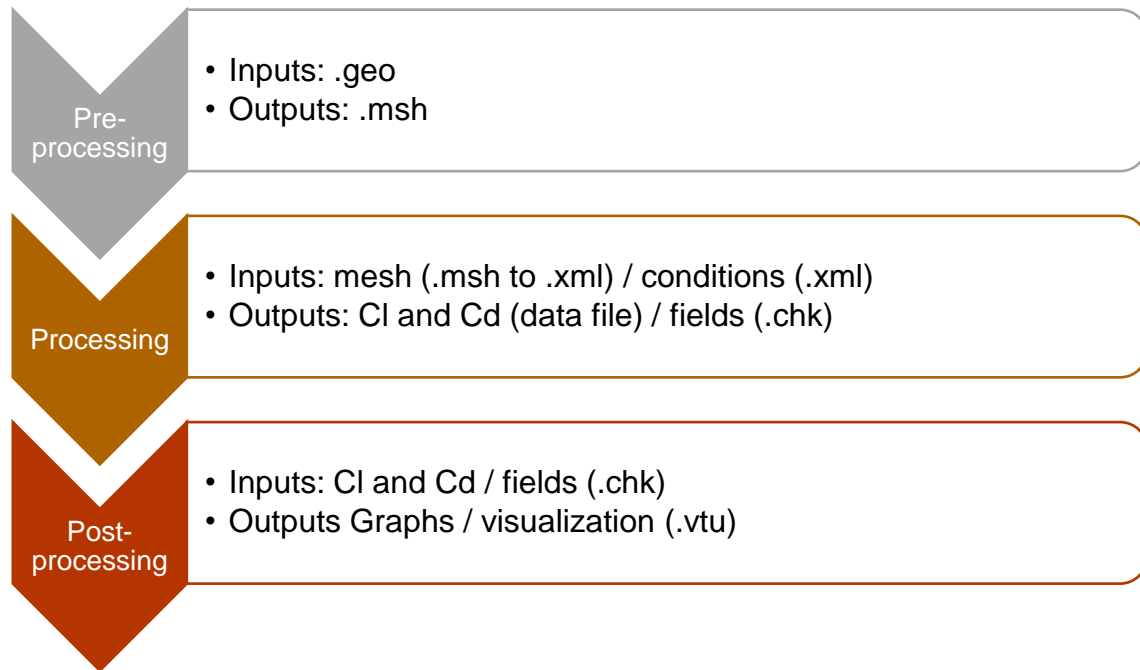 Pre-
processing
• Inputs: .geo
• Outputs: .msh
Processing
• Inputs: mesh (.msh to .xml) / conditions (.xml)
• Outputs: Cl and Cd (data file) / fields (.chk)
Post-
processing
• Inputs: Cl and Cd / fields (.chk)
• Outputs Graphs / visualization (.vtu)